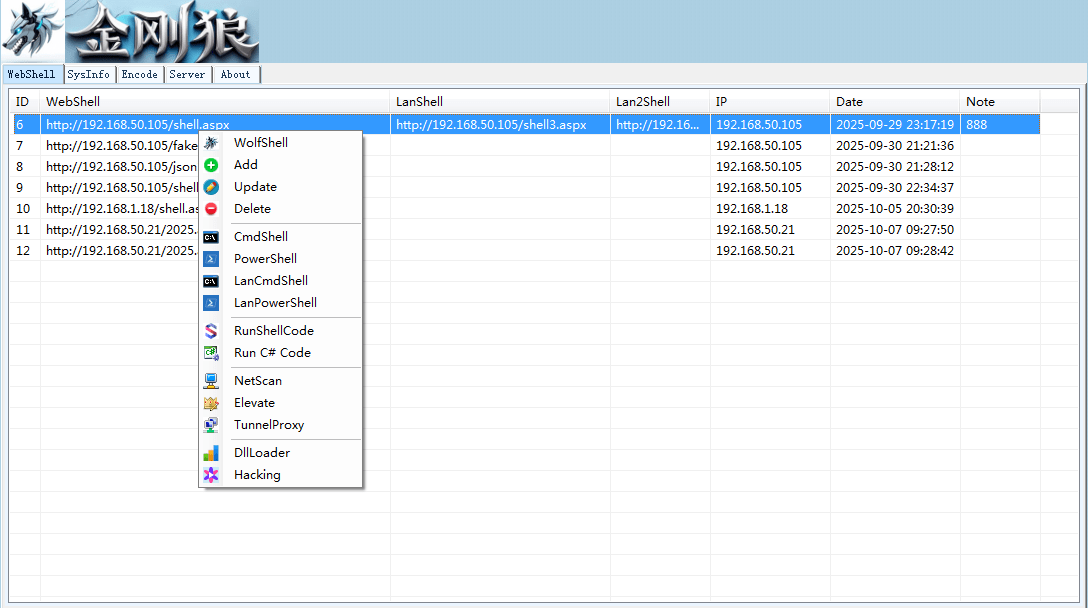 金刚狼
WebShell SysInfo Encode Server About
ID WebShell LanShell Lan2Shell IP Date Note
6 http://192.168.50.105/shell.aspx http://192.168.50.105/shell3.aspx http://192.16... 192.168.50.105 2025-09-29 23:17:19 888
7 http://192.168.50.105/fake 192.168.50.105 2025-09-30 21:21:36
8 http://192.168.50.105/json 192.168.50.105 2025-09-30 21:28:12
9 http://192.168.50.105/shell 192.168.50.105 2025-09-30 22:34:37
10 http://192.168.1.18/shell.as 192.168.1.18 2025-10-05 20:30:39
11 http://192.168.50.21/2025. 192.168.50.21 2025-10-07 09:27:50
12 http://192.168.50.21/2025. 192.168.50.21 2025-10-07 09:28:42
WolfShell
Add
Update
Delete
CmdShell
PowerShell
LanCmdShell
LanPowerShell
RunShellCode
Run C# Code
NetScan
Elevate
TunnelProxy
DllLoader
Hacking